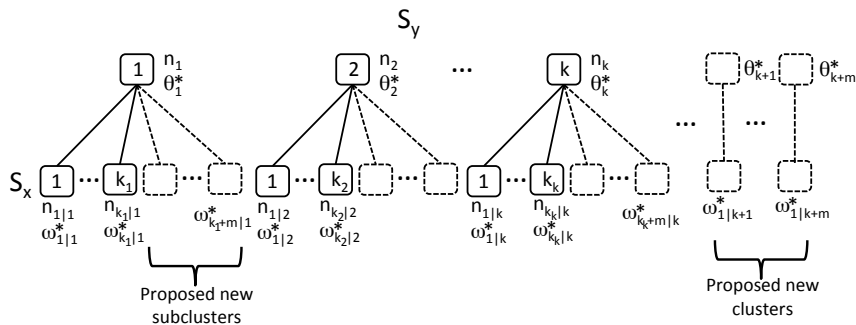 S_y
1 n_1 2 n_2 ... k n_k
θ*_1 θ*_2 θ*_k θ*_{k+1} θ*_{k+m}
... ...
S_x 1 ... k_1 ... 1 ... k_2 ... 1 ... k_k ...
n_{1|1} n_{k_1|1} ω*_{k_1+m|1} n_{1|2} n_{k_2|2} n_{1|k} n_{k_k|k} ω*_{k_k+m|k} ω*_{1|k+1} ω*_{1|k+m}
ω*_{1|1} ω*_{k_1|1} ω*_{1|2} ω*_{k_2|2} ω*_{1|k} ω*_{k_k|k}
Proposed new
subclusters
Proposed new
clusters